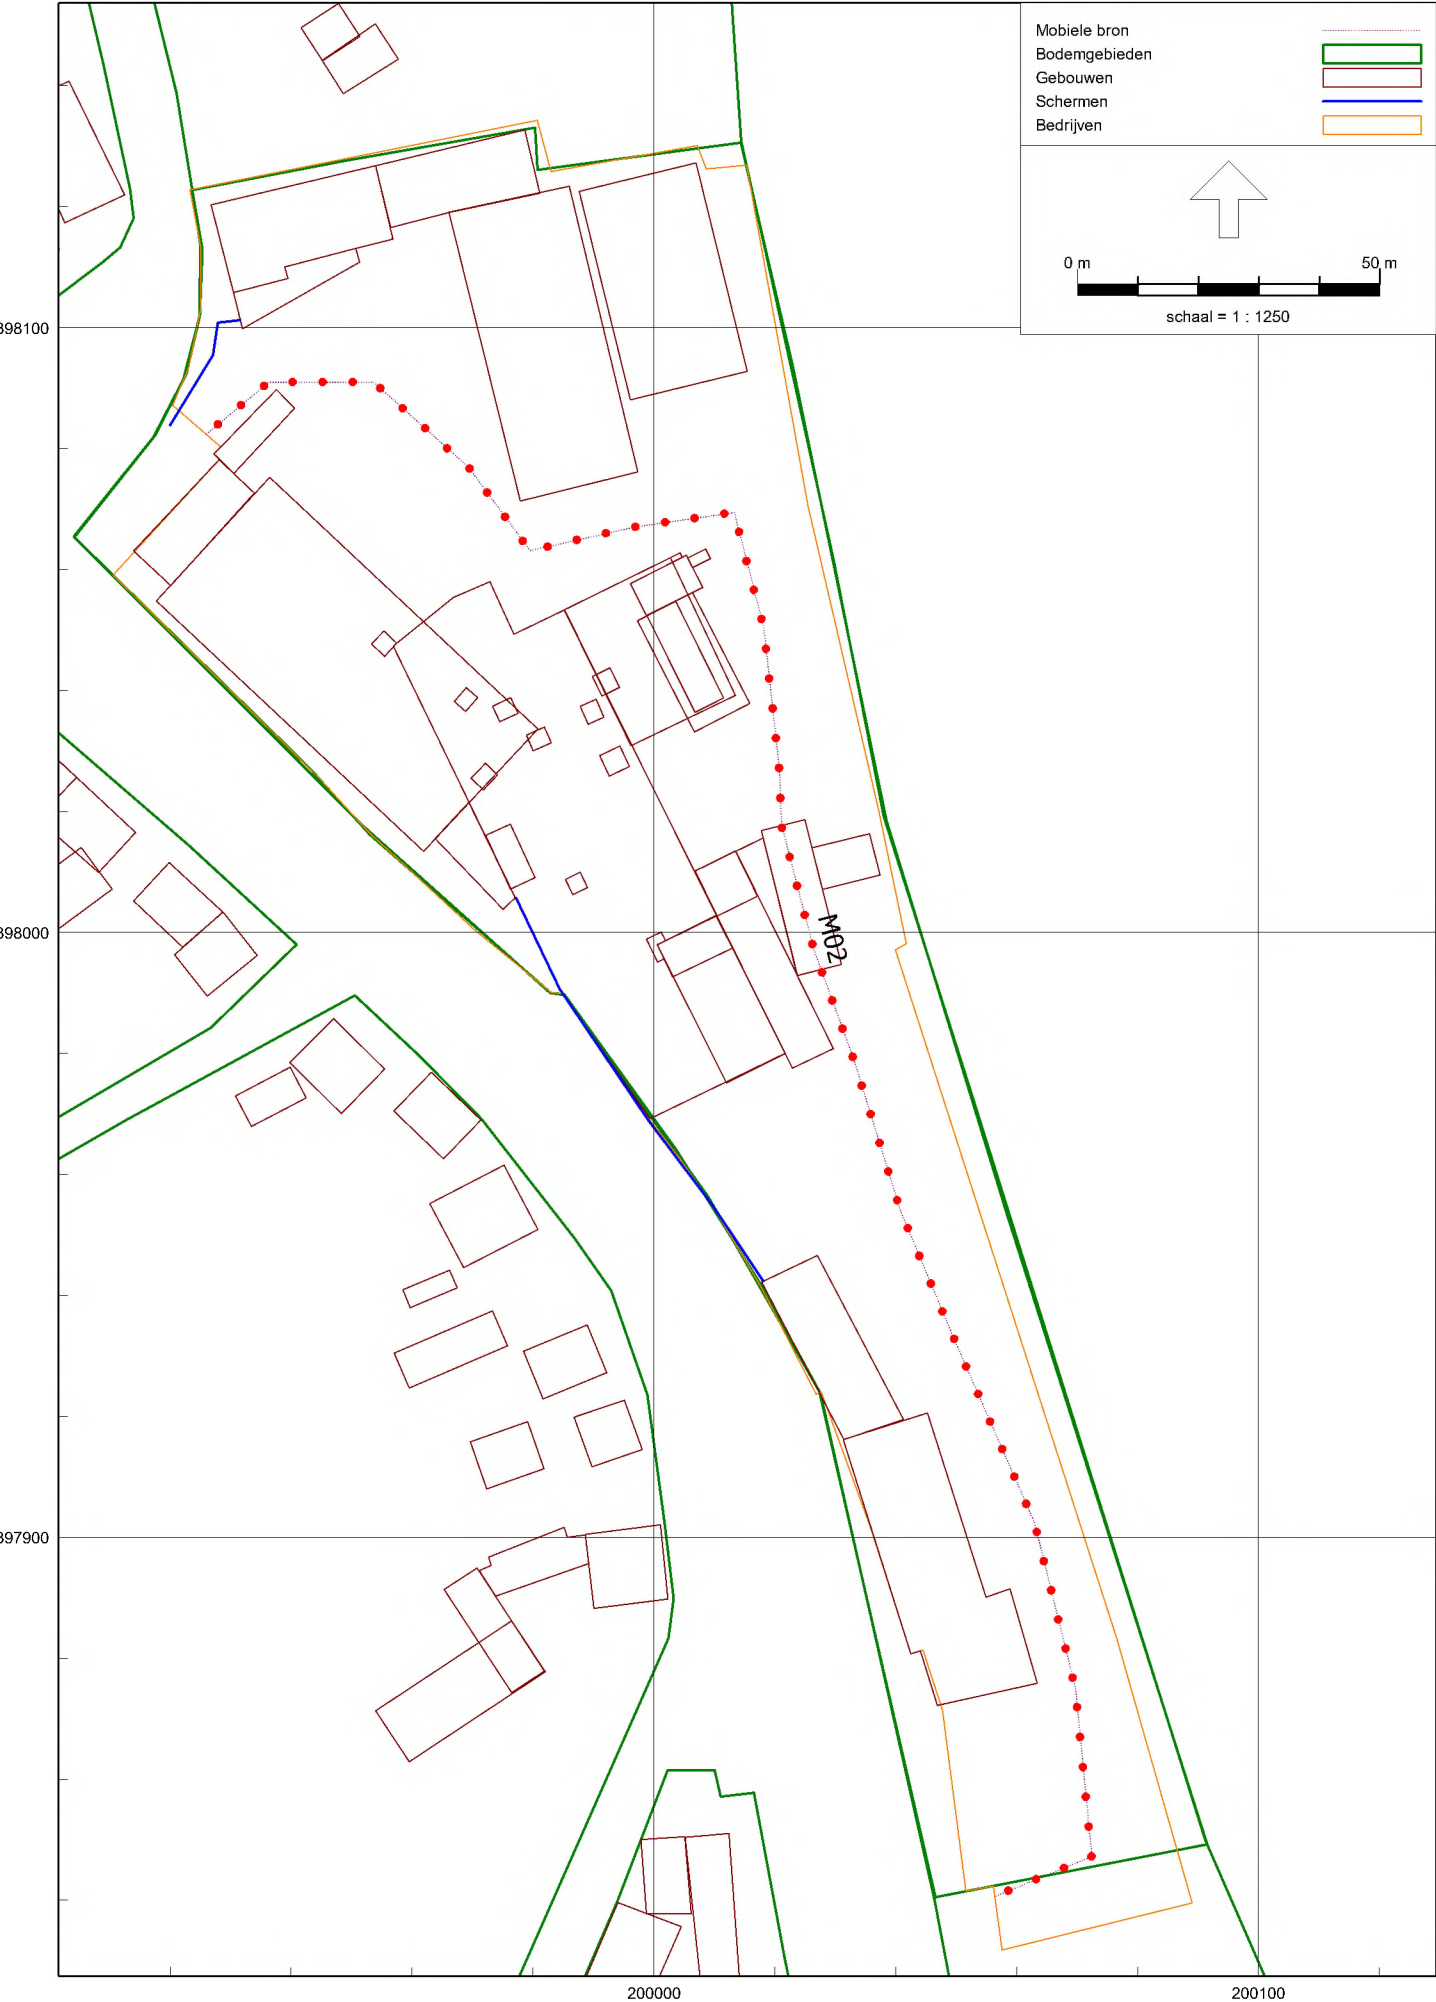 Mobiele bron
Bodemgebieden
Gebouwen
Schermen
Bedrijven
0 m 50 m
schaal = 1 : 1250
398100
M02
398000
397900
200000 200100